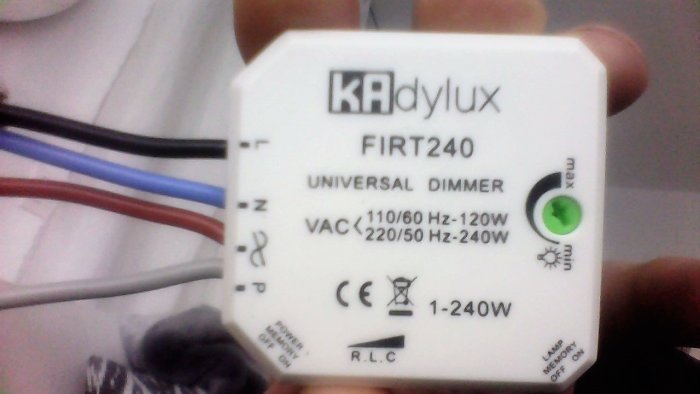 KAdylux
FIRT240
UNIVERSAL DIMMER
VAC< 110/60 Hz-120W
220/50 Hz-240W
CE 1-240W
R.L.C
L
N
P
max
min
POWER
MEMORY
OFF ON
LAMP
MEMORY
OFF ON